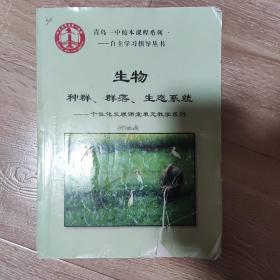 青岛一中校本课程系列
——自主学习指导丛书
生物
种群、群落、生态系统
——个性化发展课堂单元教学系列